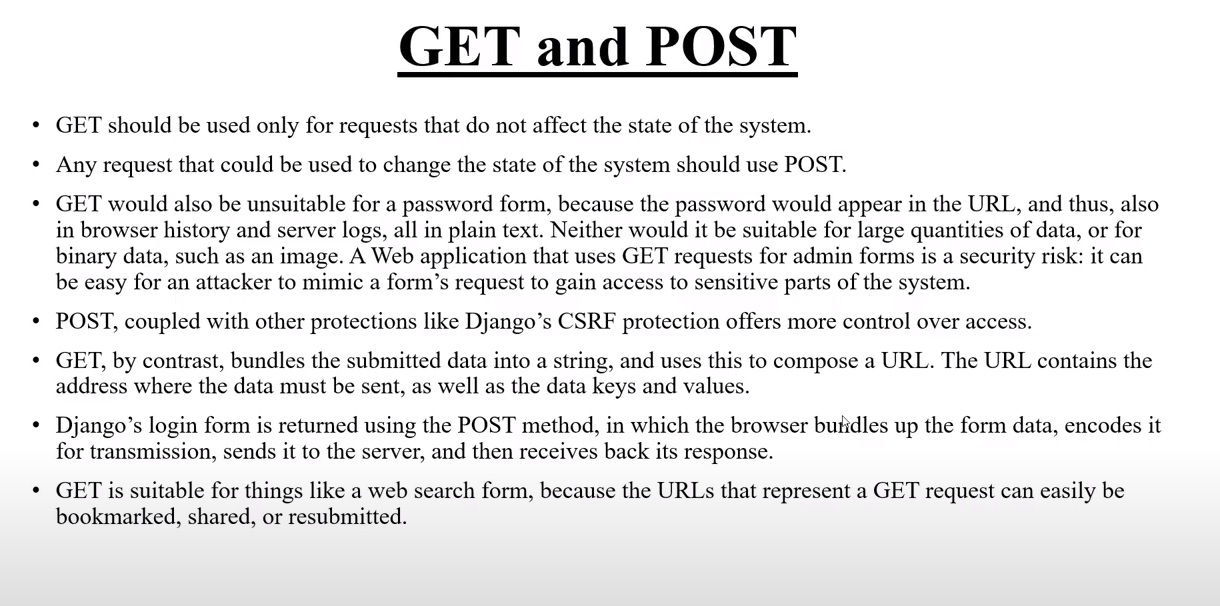 GET and POST
• GET should be used only for requests that do not affect the state of the system.
• Any request that could be used to change the state of the system should use POST.
• GET would also be unsuitable for a password form, because the password would appear in the URL, and thus, also
in browser history and server logs, all in plain text. Neither would it be suitable for large quantities of data, or for
binary data, such as an image. A Web application that uses GET requests for admin forms is a security risk: it can
be easy for an attacker to mimic a form’s request to gain access to sensitive parts of the system.
• POST, coupled with other protections like Django’s CSRF protection offers more control over access.
• GET, by contrast, bundles the submitted data into a string, and uses this to compose a URL. The URL contains the
address where the data must be sent, as well as the data keys and values.
• Django’s login form is returned using the POST method, in which the browser bundles up the form data, encodes it
for transmission, sends it to the server, and then receives back its response.
• GET is suitable for things like a web search form, because the URLs that represent a GET request can easily be
bookmarked, shared, or resubmitted.